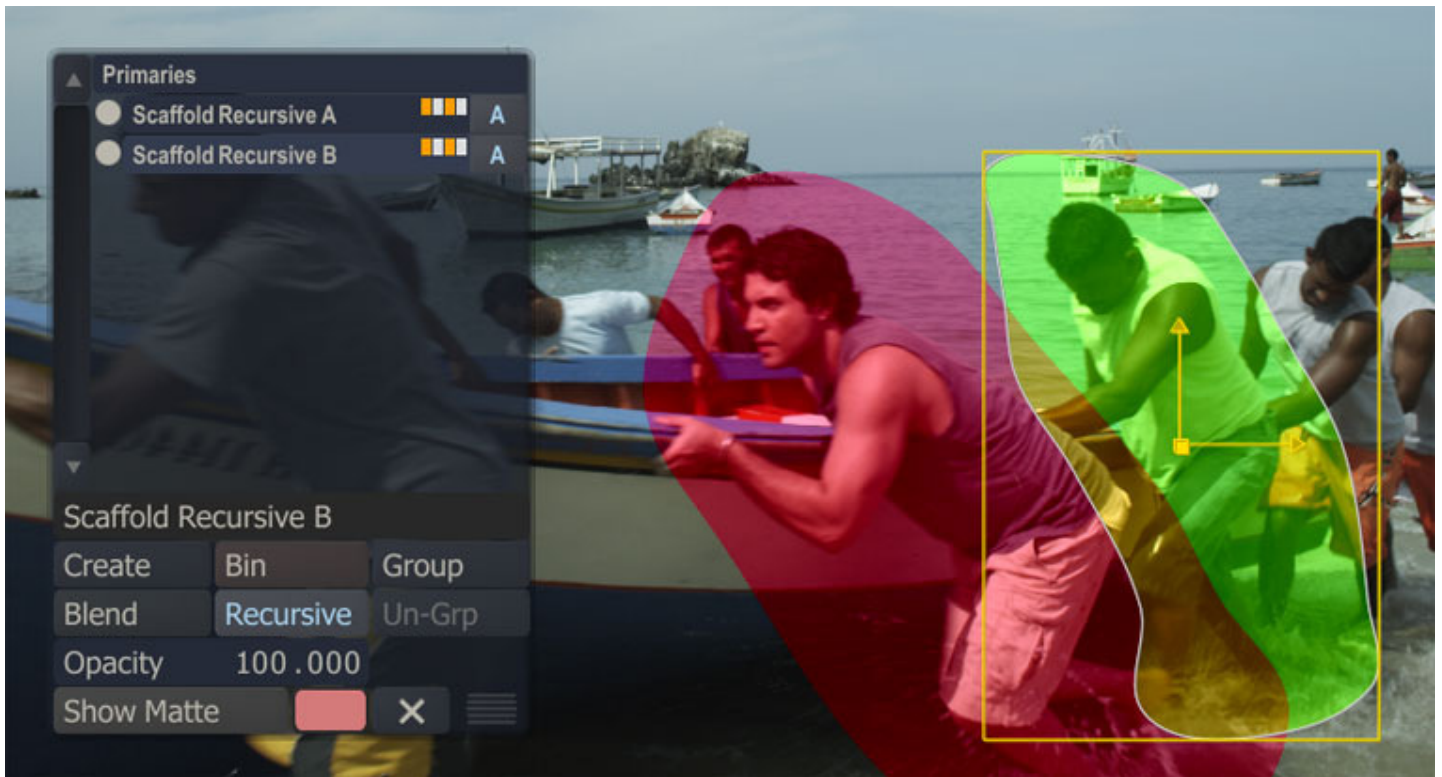 Primaries
Scaffold Recursive A A
Scaffold Recursive B A
Scaffold Recursive B
Create Bin Group
Blend Recursive Un-Grp
Opacity 100.000
Show Matte